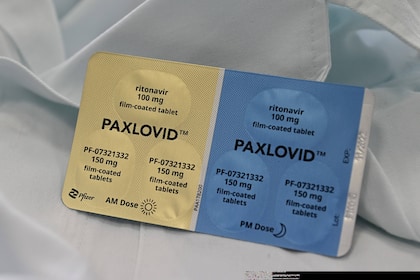 ritonavir
100 mg
film-coated tablet
PAXLOVID™
PF-07321332
150 mg
film-coated
tablets
PF-07321332
150 mg
film-coated
tablets
Pfizer
AM Dose
ritonavir
100 mg
film-coated tablet
PAXLOVID™
PF-07321332
150 mg
film-coated
tablets
PF-07321332
150 mg
film-coated
tablets
PM Dose
EXP
Lot